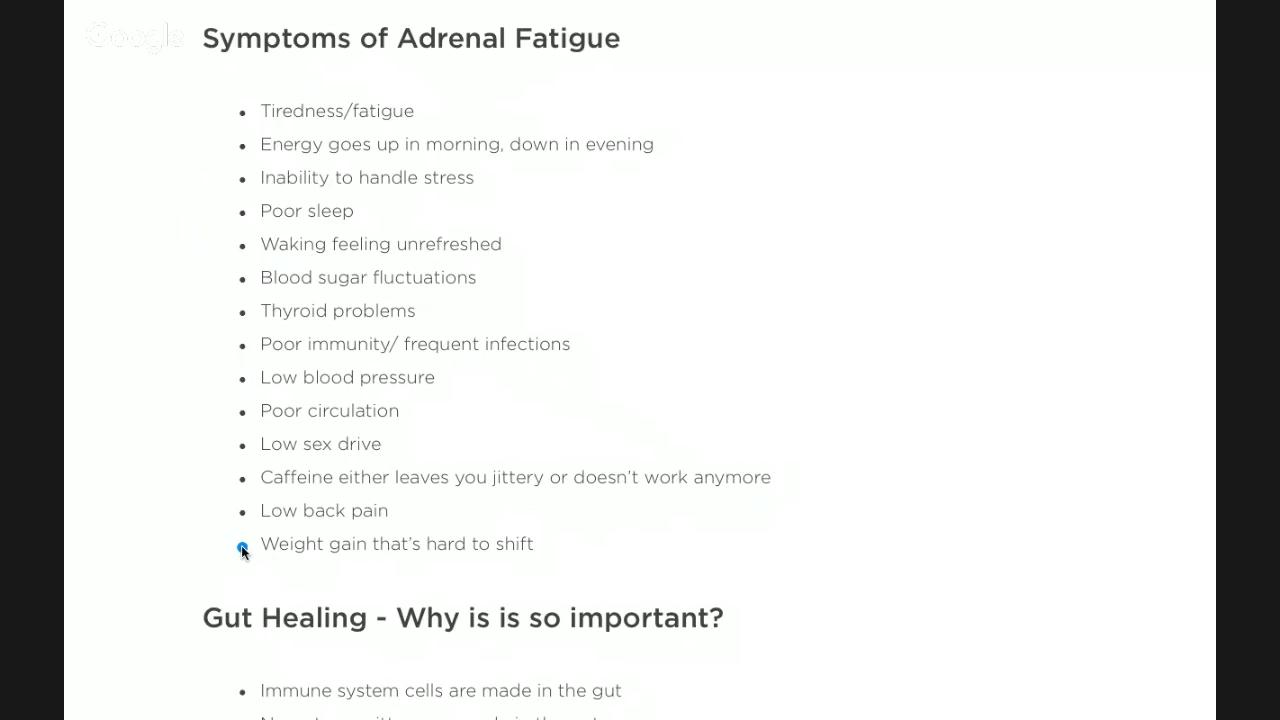 Google
Symptoms of Adrenal Fatigue
Tiredness/fatigue
Energy goes up in morning, down in evening
Inability to handle stress
Poor sleep
Waking feeling unrefreshed
Blood sugar fluctuations
Thyroid problems
Poor immunity/ frequent infections
Low blood pressure
Poor circulation
Low sex drive
Caffeine either leaves you jittery or doesn't work anymore
Low back pain
Weight gain that's hard to shift
Gut Healing - Why is is so important?
Immune system cells are made in the gut